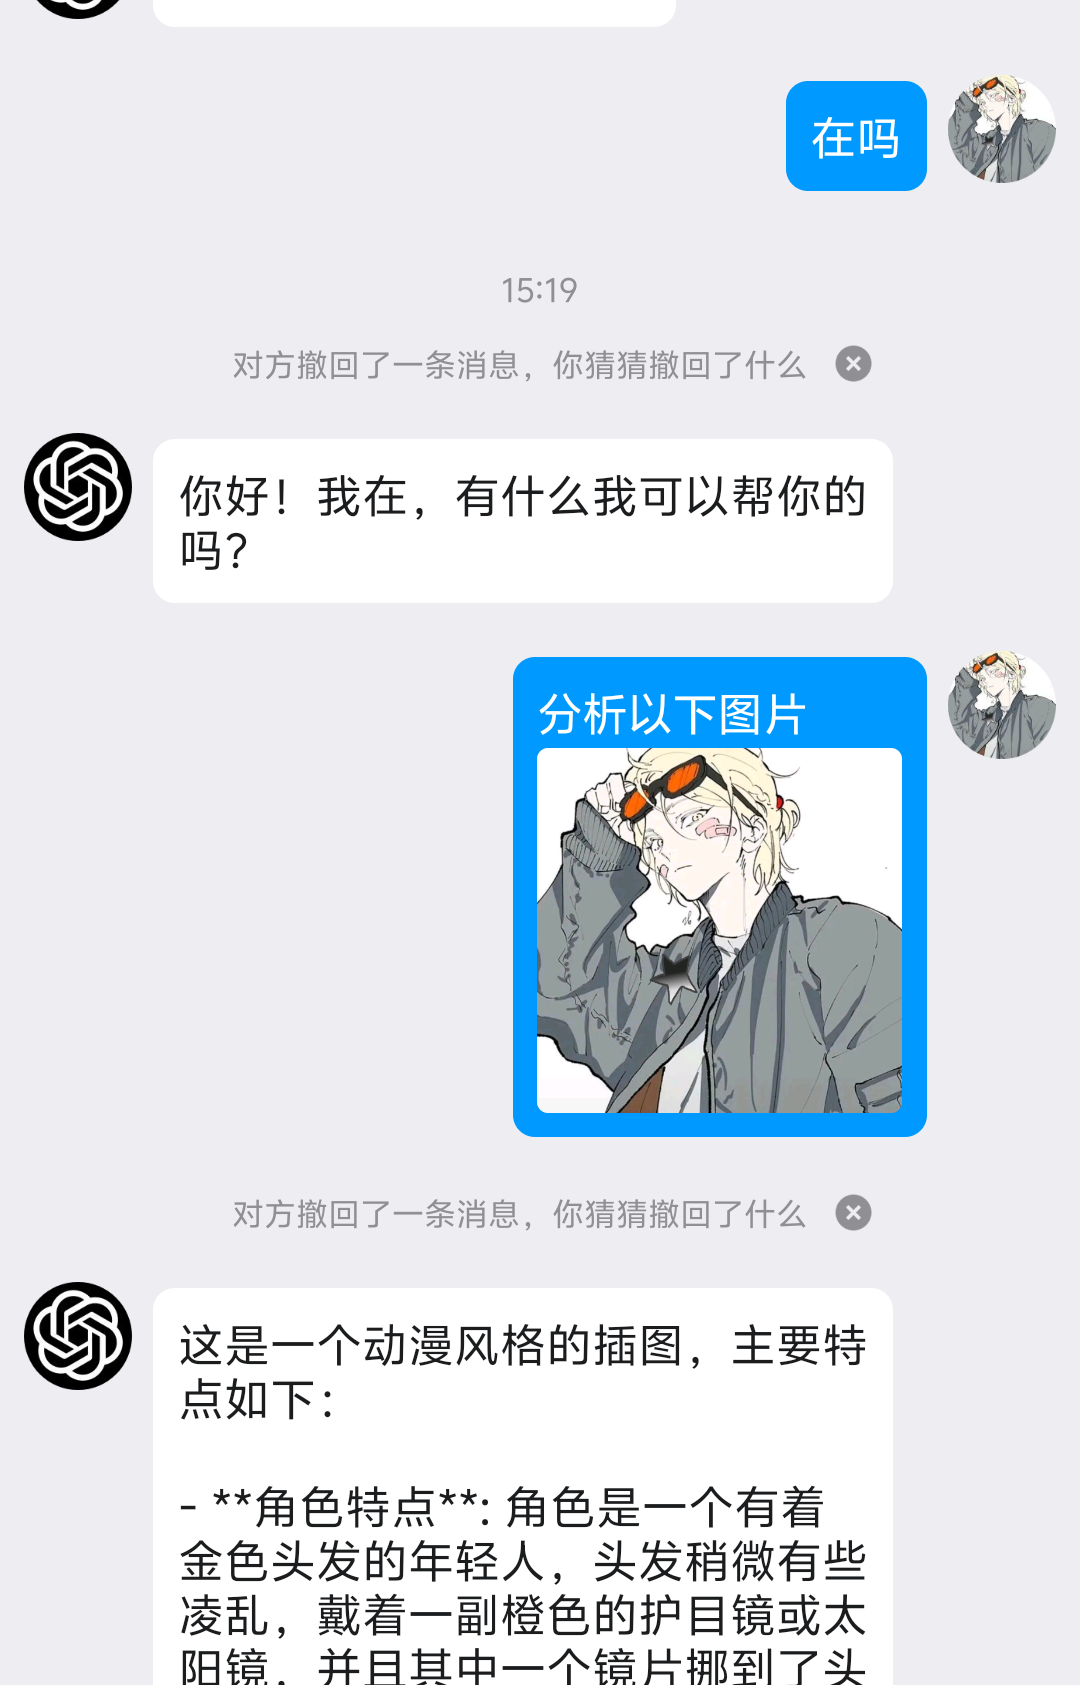 在吗
15:19
对方撤回了一条消息，你猜猜撤回了什么
你好！我在，有什么我可以帮你的
吗？
分析以下图片
对方撤回了一条消息，你猜猜撤回了什么
这是一个动漫风格的插图，主要特
点如下：
- **角色特点**: 角色是一个有着
金色头发的年轻人，头发稍微有些
凌乱，戴着一副橙色的护目镜或太
阳镜，并且其中一个镜片挪到了头